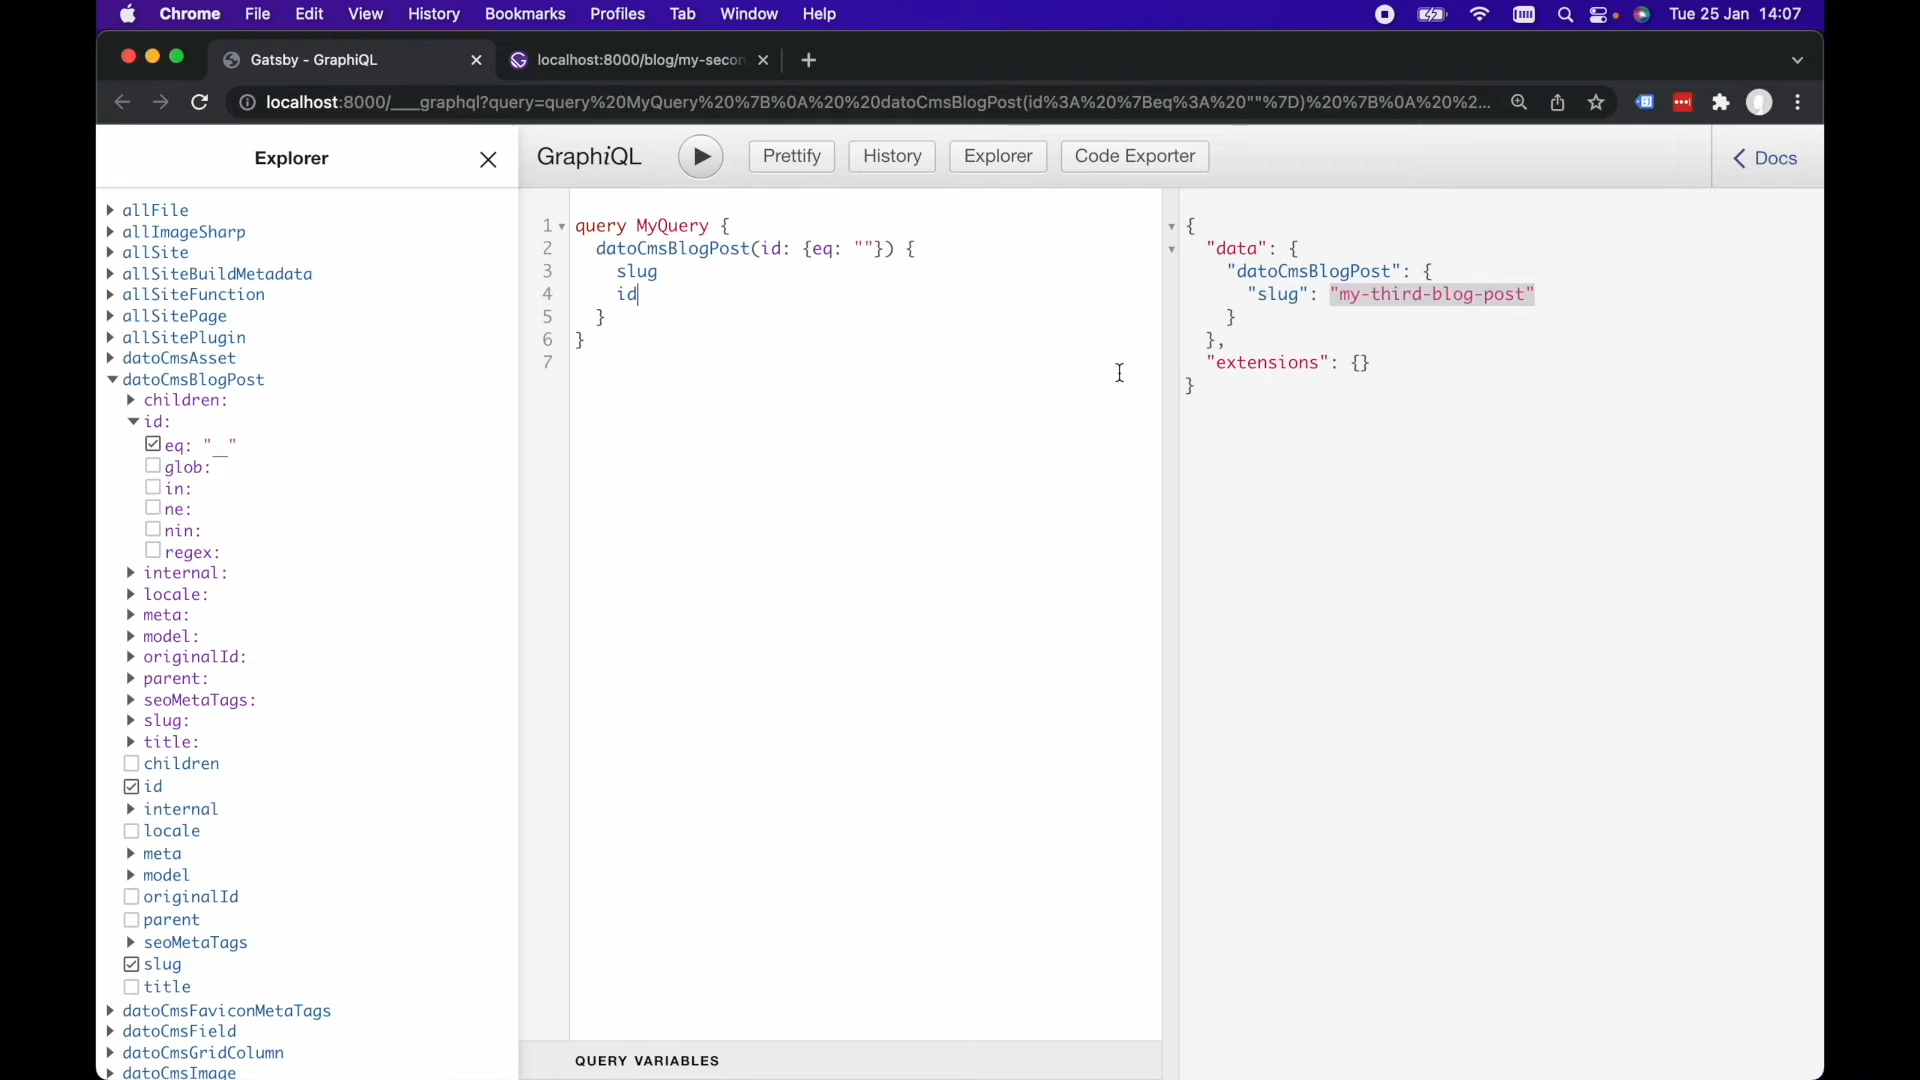 Chrome File Edit View History Bookmarks Profiles Tab Window Help Tue 25 Jan 14:07
Gatsby - GraphiQL localhost:8000/blog/my-secon
localhost:8000/___graphql?query=query%20MyQuery%20%7B%0A%20%20datoCmsBlogPost(id%3A%20%7Beq%3A%20""%7D)%20%7B%0A%20%2...
Explorer
GraphiQL Prettify History Explorer Code Exporter Docs
allFile
allImageSharp
allSite
allSiteBuildMetadata
allSiteFunction
allSitePage
allSitePlugin
datoCmsAsset
datoCmsBlogPost
children:
id:
eq: "__"
glob:
in:
ne:
nin:
regex:
internal:
locale:
meta:
model:
originalId:
parent:
seoMetaTags:
slug:
title:
children
id
internal
locale
meta
model
originalId
parent
seoMetaTags
slug
title
datoCmsFaviconMetaTags
datoCmsField
datoCmsGridColumn
datoCmsImage
1 query MyQuery {
2 datoCmsBlogPost(id: {eq: ""}) {
3 slug
4 id
5 }
6 }
7
QUERY VARIABLES
{
"data": {
"datoCmsBlogPost": {
"slug": "my-third-blog-post"
}
},
"extensions": {}
}